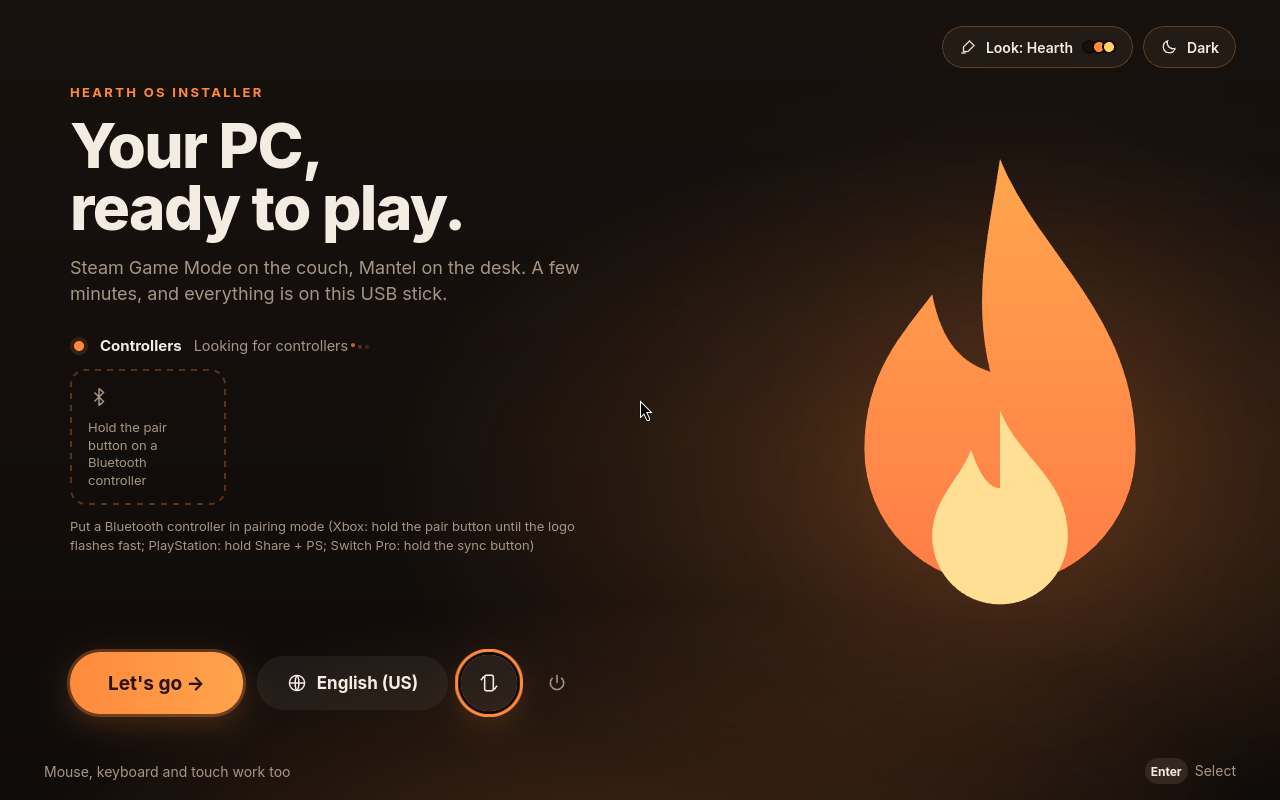 Look: Hearth
Dark
HEARTH OS INSTALLER
Your PC,
ready to play.
Steam Game Mode on the couch, Mantel on the desk. A few
minutes, and everything is on this USB stick.
Controllers Looking for controllers
Hold the pair
button on a
Bluetooth
controller
Put a Bluetooth controller in pairing mode (Xbox: hold the pair button until the logo
flashes fast; PlayStation: hold Share + PS; Switch Pro: hold the sync button)
Let's go →
English (US)
Mouse, keyboard and touch work too
Enter Select